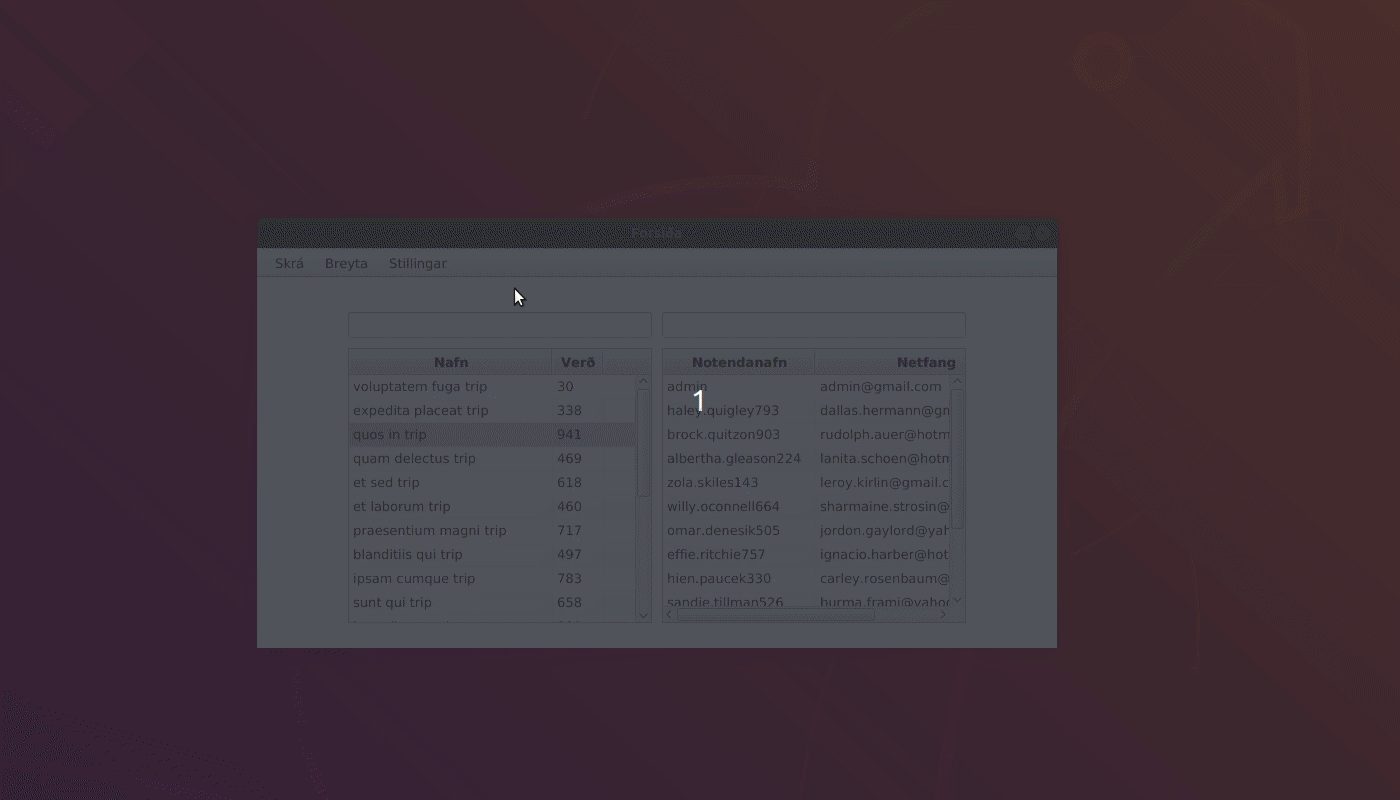 Forsíða
Skrá Breyta Stillingar
Nafn Verð
voluptatem fuga trip 30
expedita placeat trip 338
quos in trip 941
quam delectus trip 469
et sed trip 618
et laborum trip 460
praesentium magni trip 717
blanditiis qui trip 497
ipsam cumque trip 783
sunt qui trip 658
Notendanafn Netfang
admin admin@gmail.com
haley.quigley793 dallas.hermann@gn
brock.quitzon903 rudolph.auer@hotm
albertha.gleason224 lanita.schoen@hotn
zola.skiles143 leroy.kirlin@gmail.c
willy.oconnell664 sharmaine.strosin@
omar.denesik505 jordon.gaylord@yah
effie.ritchie757 ignacio.harber@hot
hien.paucek330 carley.rosenbaum@
sandie.tillman526 burma.frami@yahoo
1